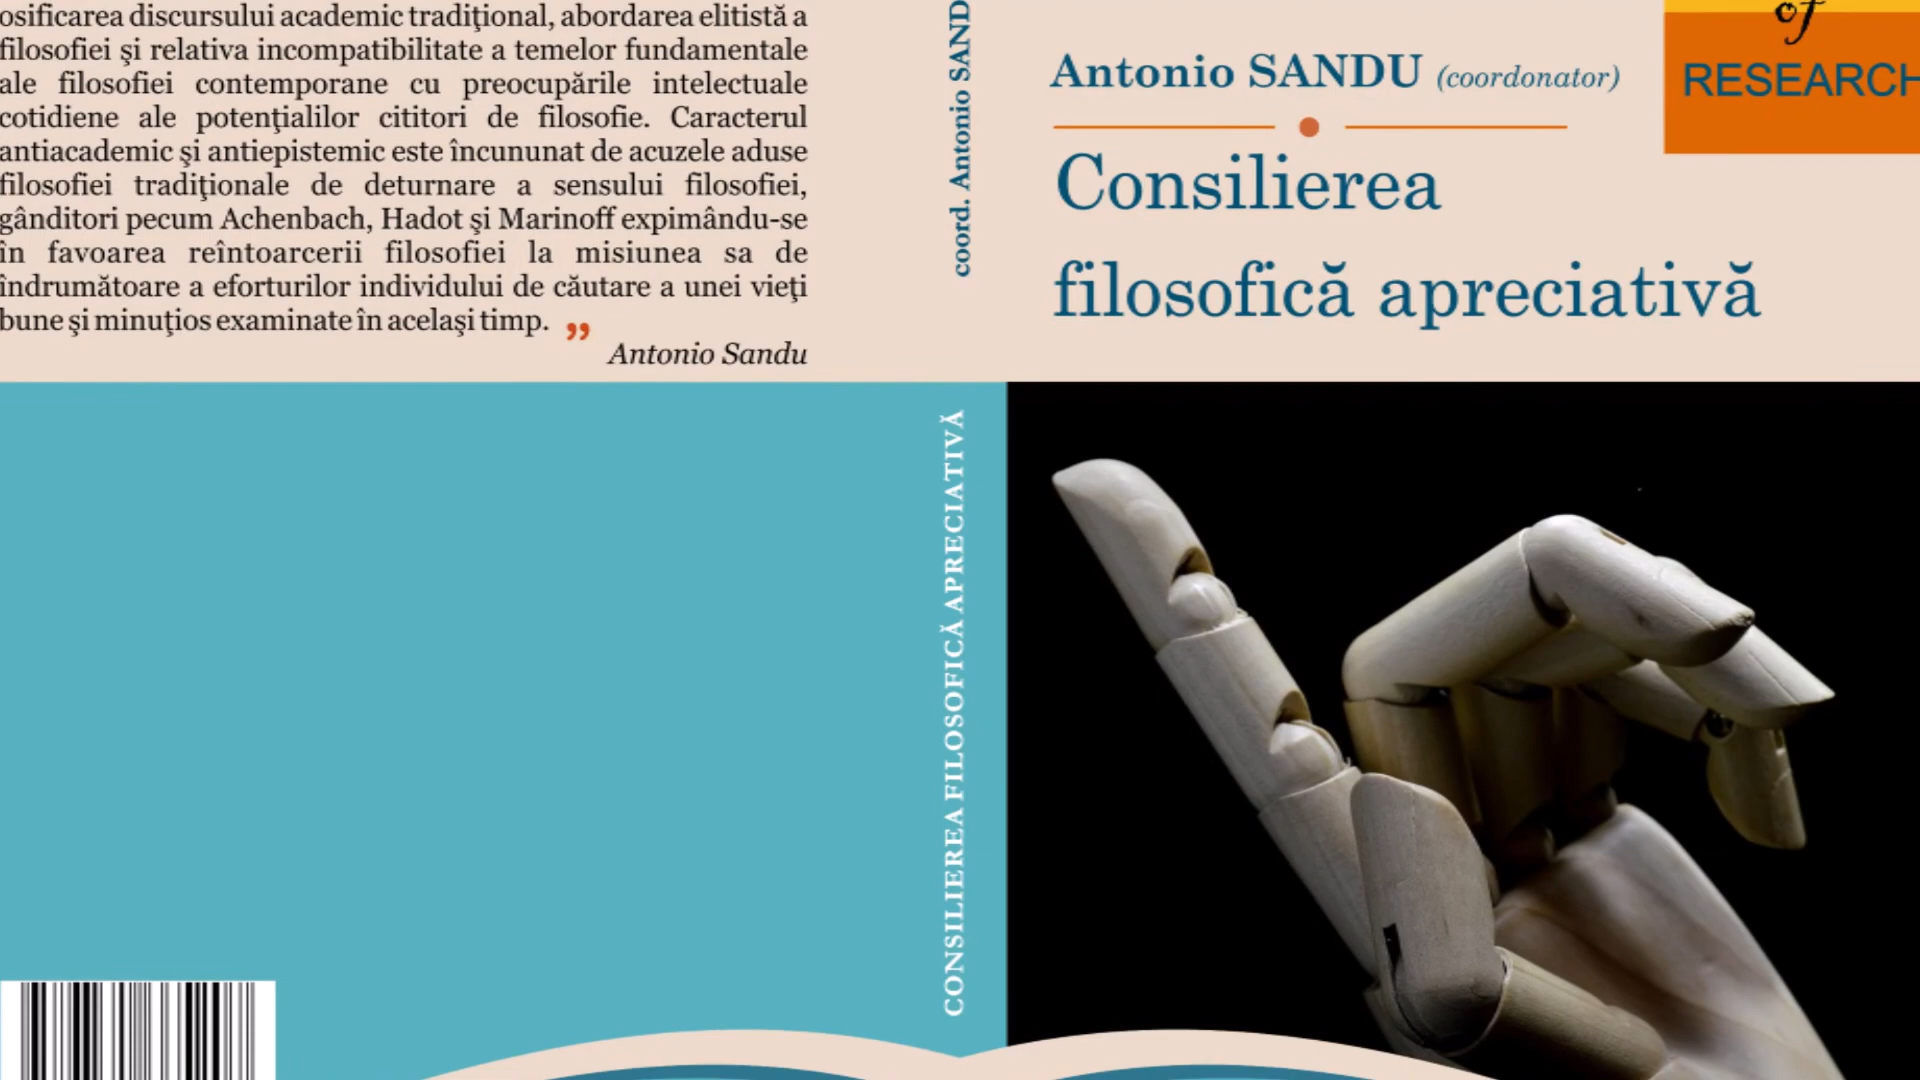 osificarea discursului academic tradiţional, abordarea elitistă a
filosofiei şi relativa incompatibilitate a temelor fundamentale
ale filosofiei contemporane cu preocupările intelectuale
cotidiene ale potenţialilor cititori de filosofie. Caracterul
antiacademic şi antiepistemic este încununat de acuzele aduse
filosofiei tradiţionale de deturnare a sensului filosofiei,
gânditori pecum Achenbach, Hadot şi Marinoff expimându-se
în favoarea reîntoarcerii filosofiei la misiunea sa de
îndrumătoare a eforturilor individului de căutare a unei vieţi
bune şi minuţios examinate în acelaşi timp. ”
Antonio Sandu
coord. Antonio SAND
CONSILIEREA FILOSOFICĂ APRECIATIVĂ
Antonio SANDU (coordonator)
Consilierea
filosofică apreciativă
of
RESEARCH